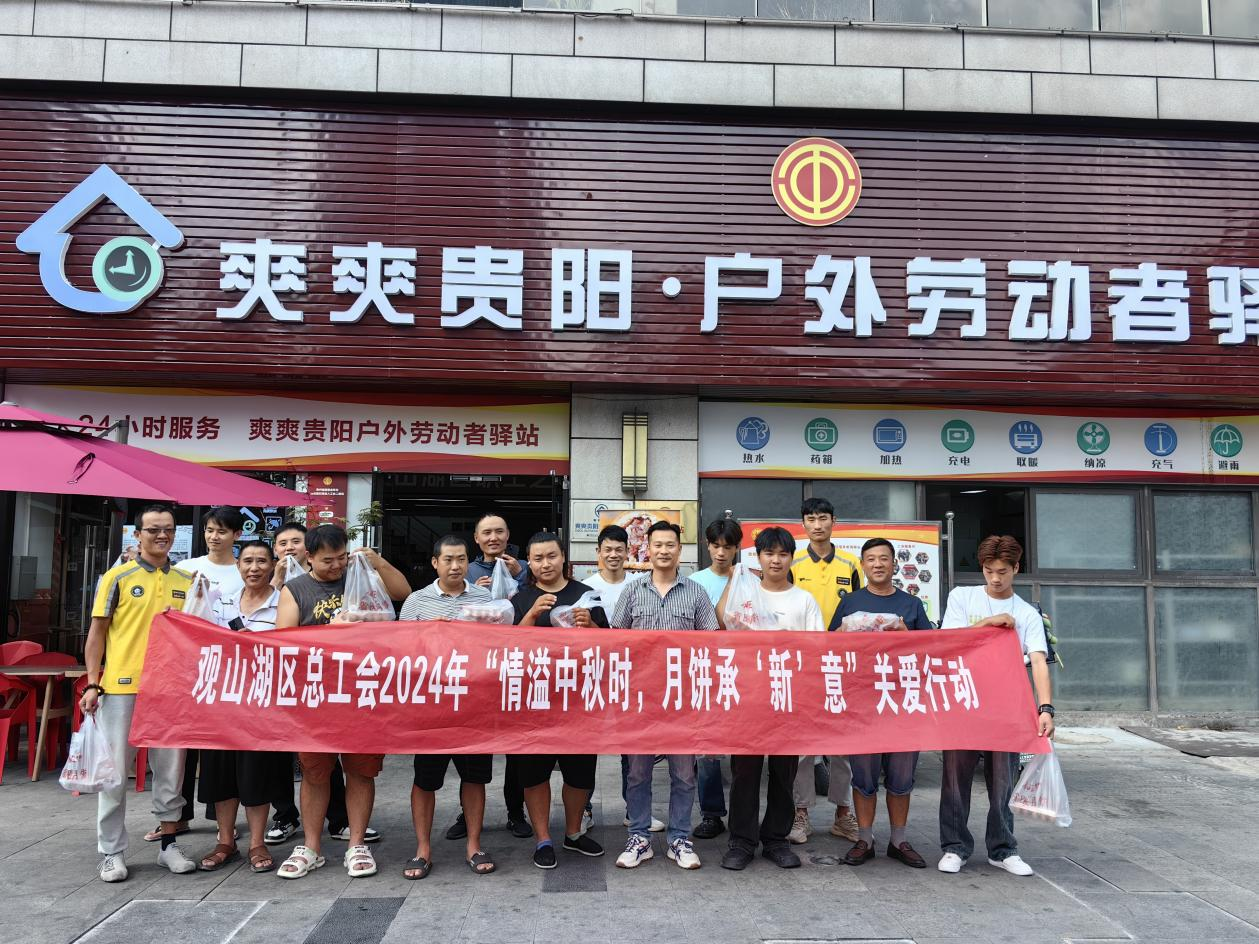 爽爽贵阳·户外劳动者驿
24小时服务 爽爽贵阳户外劳动者驿站
热水 药箱 加热 充电 取暖 纳凉 充气 避雨
快乐
观山湖区总工会2024年“情溢中秋时，月饼承‘新’意”关爱行动